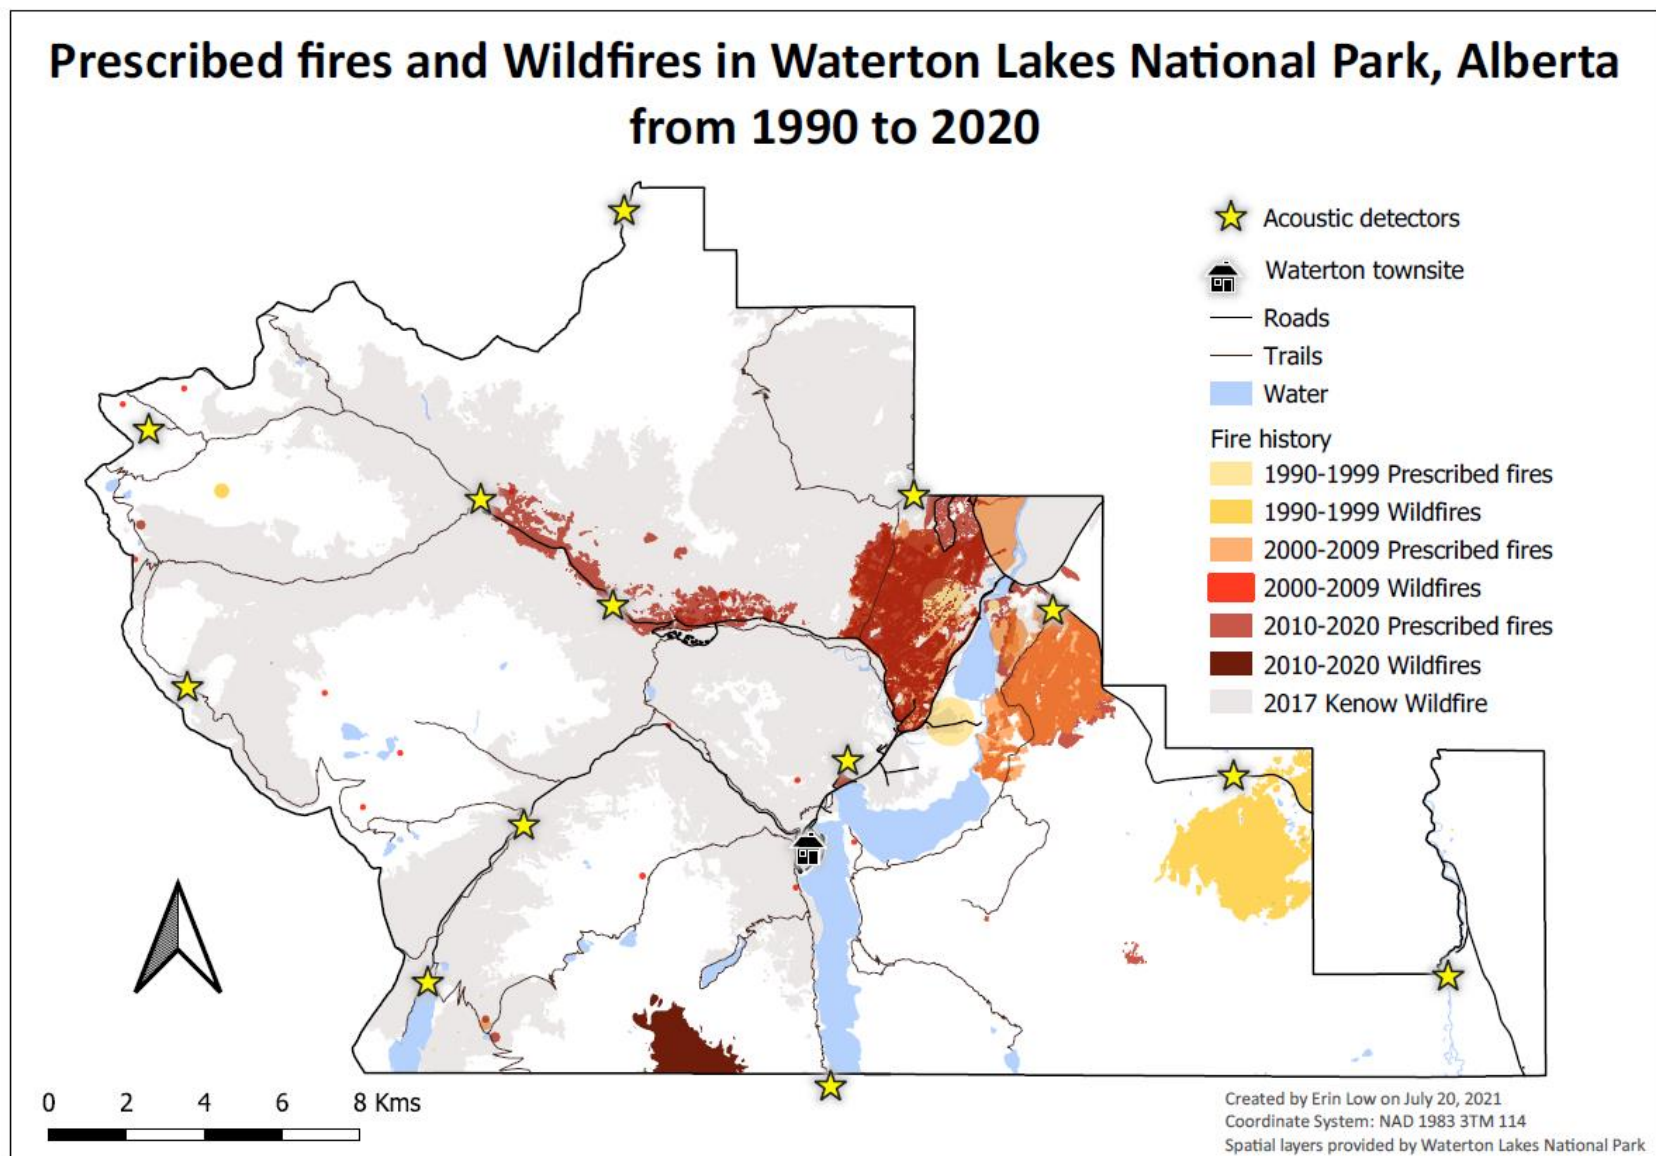 Prescribed fires and Wildfires in Waterton Lakes National Park, Alberta
from 1990 to 2020
Acoustic detectors
Waterton townsite
Roads
Trails
Water
Fire history
1990-1999 Prescribed fires
1990-1999 Wildfires
2000-2009 Prescribed fires
2000-2009 Wildfires
2010-2020 Prescribed fires
2010-2020 Wildfires
2017 Kenow Wildfire
0 2 4 6 8 Kms
Created by Erin Low on July 20, 2021
Coordinate System: NAD 1983 3TM 114
Spatial layers provided by Waterton Lakes National Park